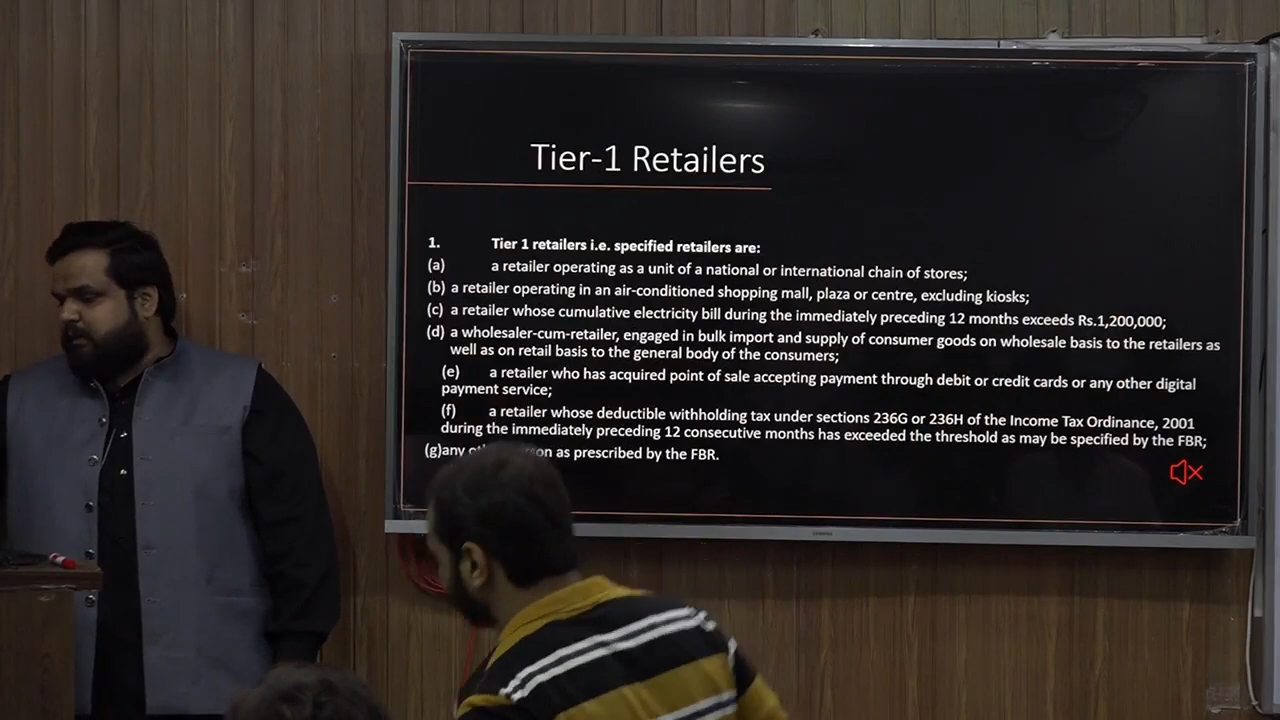 Tier-1 Retailers
1. Tier 1 retailers i.e. specified retailers are:
(a) a retailer operating as a unit of a national or international chain of stores;
(b) a retailer operating in an air-conditioned shopping mall, plaza or centre, excluding kiosks;
(c) a retailer whose cumulative electricity bill during the immediately preceding 12 months exceeds Rs.1,200,000;
(d) a wholesaler-cum-retailer, engaged in bulk import and supply of consumer goods on wholesale basis to the retailers as
well as on retail basis to the general body of the consumers;
(e) a retailer who has acquired point of sale accepting payment through debit or credit cards or any other digital
payment service;
(f) a retailer whose deductible withholding tax under sections 236G or 236H of the Income Tax Ordinance, 2001
during the immediately preceding 12 consecutive months has exceeded the threshold as may be specified by the FBR;
(g)any as prescribed by the FBR.